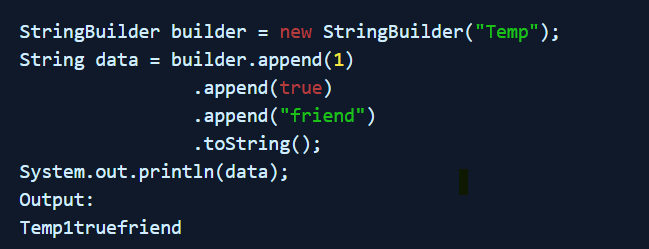 StringBuilder builder = new StringBuilder("Temp");
String data = builder.append(1)
.append(true)
.append("friend")
.toString();
System.out.println(data);
Output:
Temp1truefriend